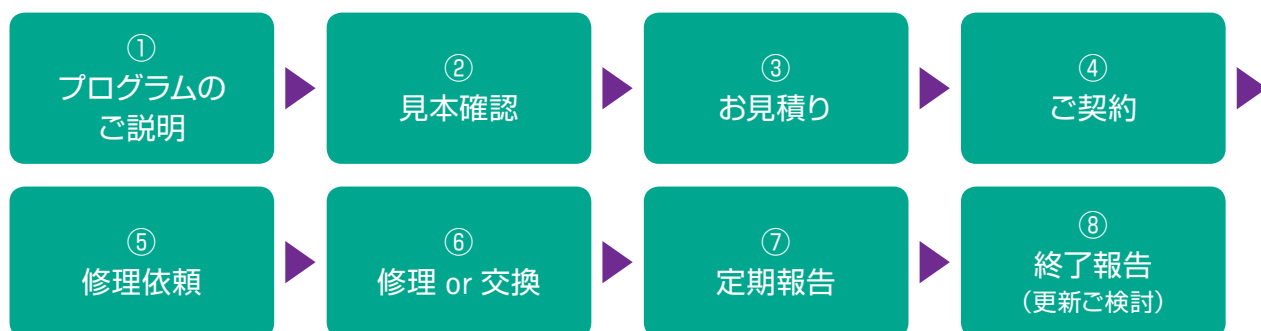 ①
プログラムの
ご説明
②
見本確認
③
お見積り
④
ご契約
⑤
修理依頼
⑥
修理 or 交換
⑦
定期報告
⑧
終了報告
（更新ご検討）